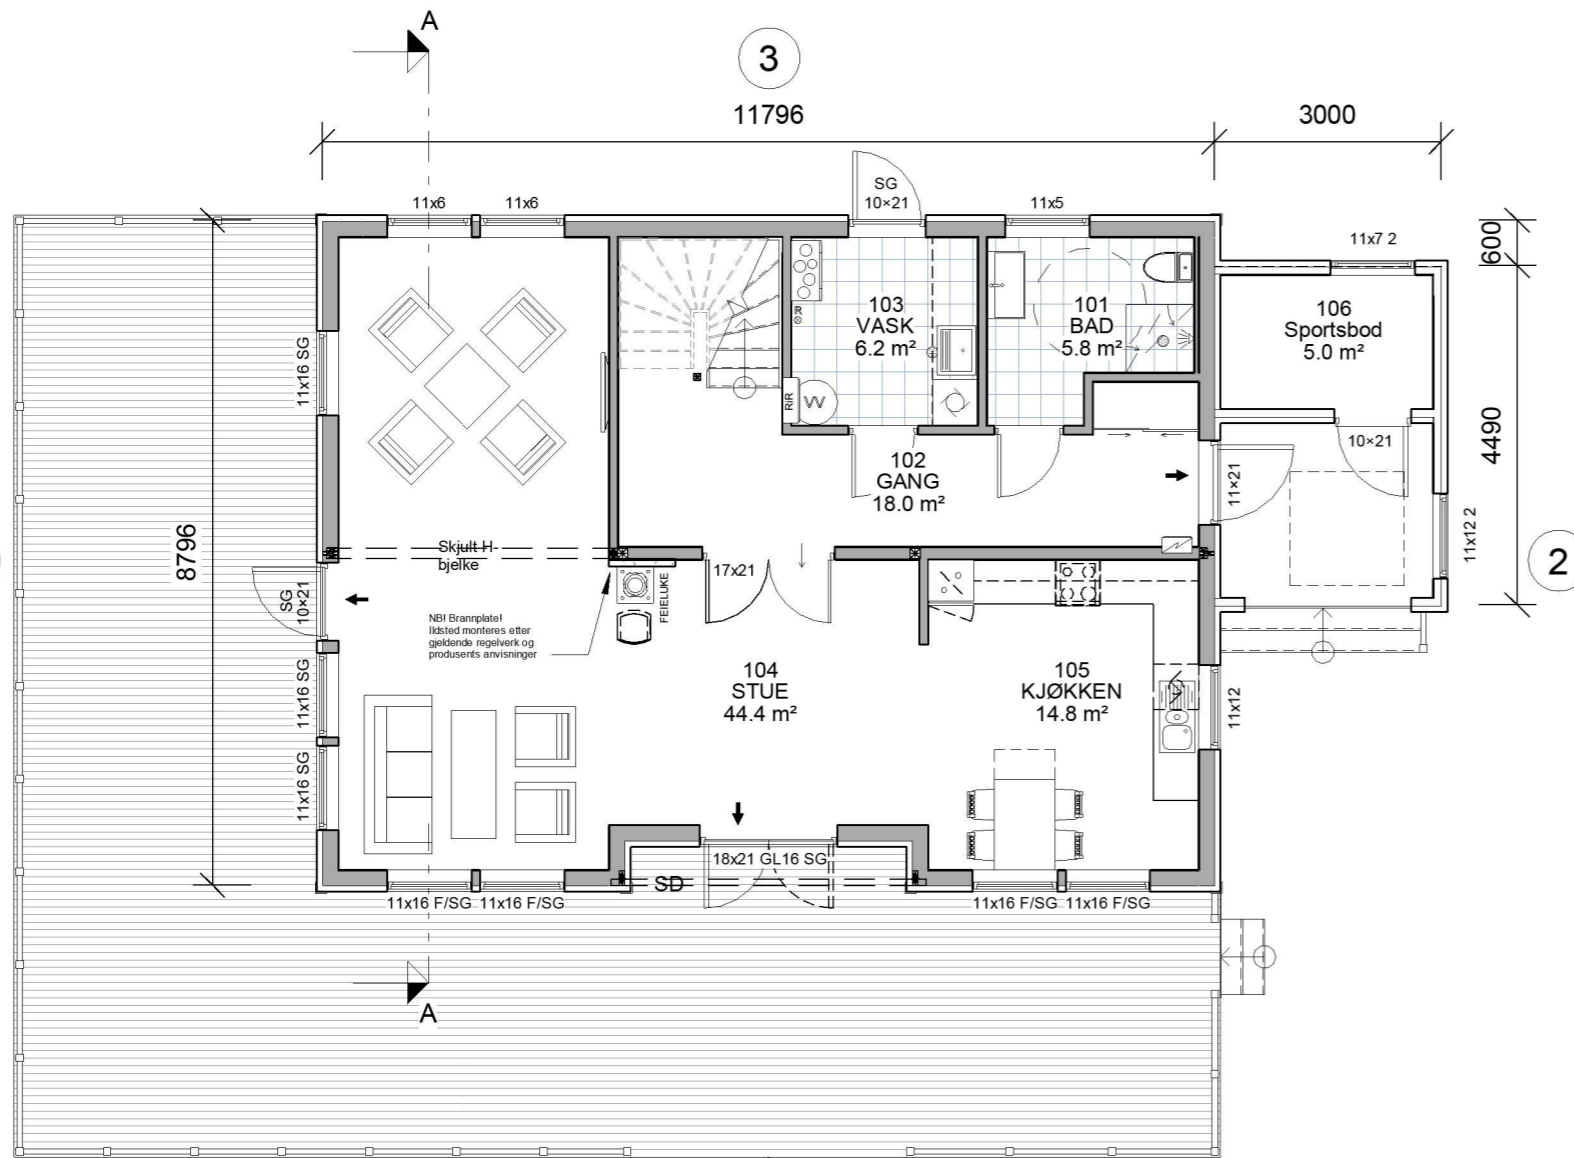 A
3
11796
3000
11x6
11x6
SG
10×21
11x5
11x7 2
600
103
VASK
6.2 m²
101
BAD
5.8 m²
106
Sportsbod
5.0 m²
11x16 SG
RiR
W
102
GANG
18.0 m²
10×21
11×21
4490
11x12 2
2
8796
Skjult H-
bjelke
17x21
FEIELUKE
SG
10×21
NB! Brannplate!
Ildsted monteres etter
gjeldende regelverk og
produsents anvisninger
104
STUE
44.4 m²
105
KJØKKEN
14.8 m²
11x16 SG
11x12
11x16 SG
18x21 GL16 SG
SD
11x16 F/SG
11x16 F/SG
11x16 F/SG
11x16 F/SG
A